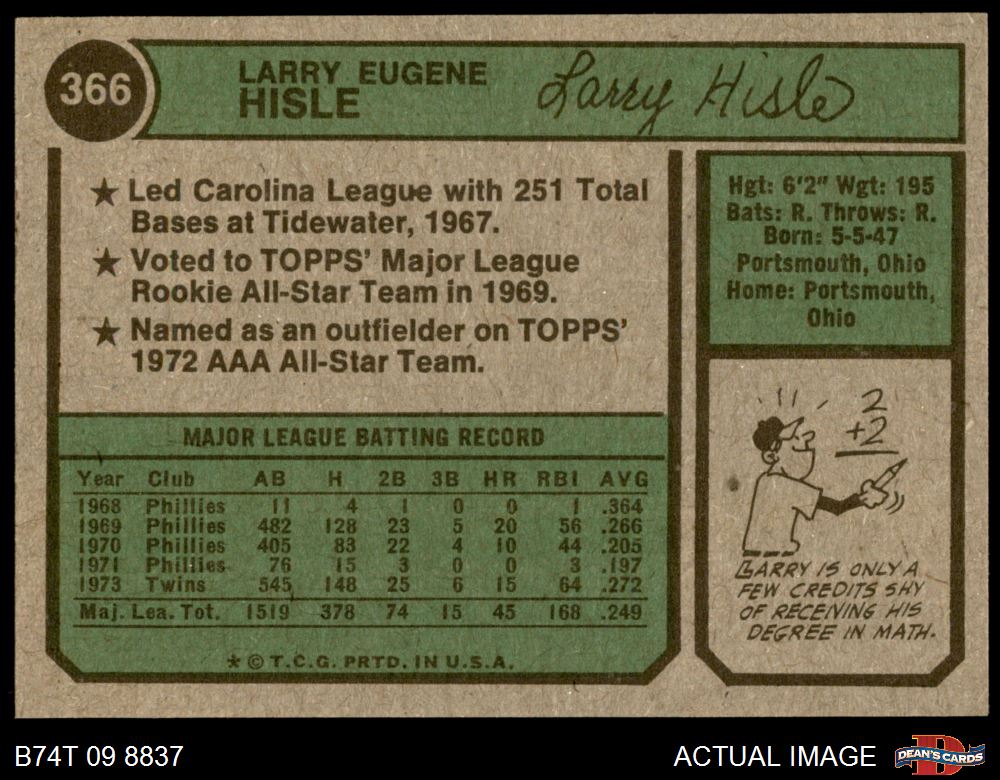 366
LARRY EUGENE
HISLE
Larry Hisle
★ Led Carolina League with 251 Total
Bases at Tidewater, 1967.
★ Voted to TOPPS' Major League
Rookie All-Star Team in 1969.
★ Named as an outfielder on TOPPS'
1972 AAA All-Star Team.
Hgt: 6'2" Wgt: 195
Bats: R. Throws: R.
Born: 5-5-47
Portsmouth, Ohio
Home: Portsmouth,
Ohio
MAJOR LEAGUE BATTING RECORD
Year Club AB H 2B 3B HR RBI AVG
1968 Phillies 11 4 1 0 0 1 .364
1969 Phillies 482 128 23 5 20 56 .266
1970 Phillies 405 83 22 4 10 44 .205
1971 Phillies 76 15 3 0 0 3 .197
1973 Twins 545 148 25 6 15 64 .272
Maj. Lea. Tot. 1519 378 74 15 45 168 .249
★ © T.C.G. PRTD. IN U.S.A.
2
+2
LARRY IS ONLY A
FEW CREDITS SHY
OF RECEIVING HIS
DEGREE IN MATH.
B74T 09 8837
ACTUAL IMAGE
D
DEAN'S CARDS